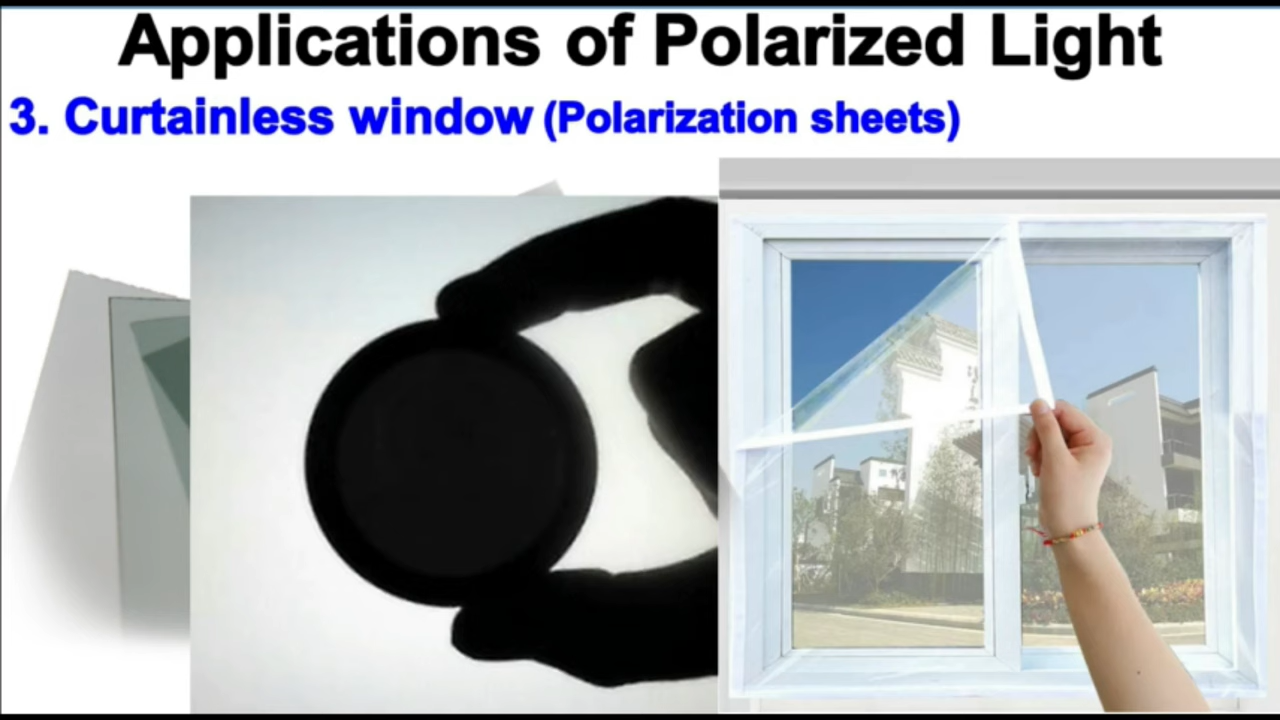 Applications of Polarized Light
3. Curtainless window (Polarization sheets)